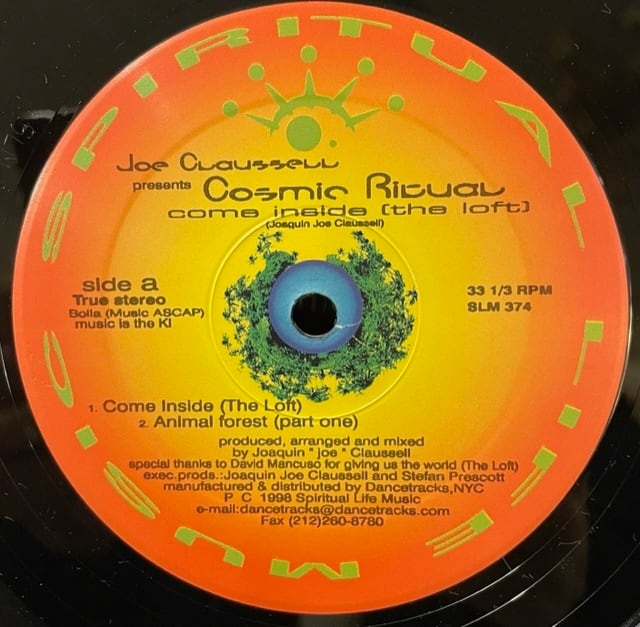 SPIRITUAL LIFE MUSIC
Joe Claussell
presents Cosmic Ritual
come inside (the loft)
(Joaquin Joe Claussell)
side a
True stereo
Bolla (Music ASCAP)
music is the KI
33 1/3 RPM
SLM 374
1. Come Inside (The Loft)
2. Animal forest (part one)
produced, arranged and mixed
by Joaquin " joe " Claussell
special thanks to David Mancuso for giving us the world (The Loft)
exec.prods.:Joaquin Joe Claussell and Stefan Prescott
manufactured & distributed by Dancetracks,NYC
P C 1998 Spiritual Life Music
e-mail:dancetracks@dancetracks.com
Fax (212)260-8780